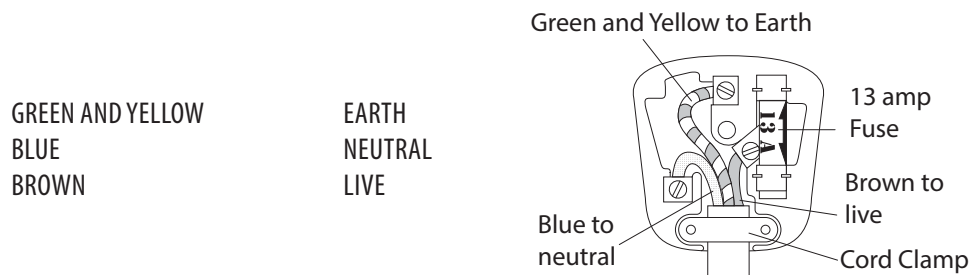 GREEN AND YELLOW EARTH
BLUE NEUTRAL
BROWN LIVE
Green and Yellow to Earth
13 amp
Fuse
13 A
Brown to
live
Blue to
neutral
Cord Clamp